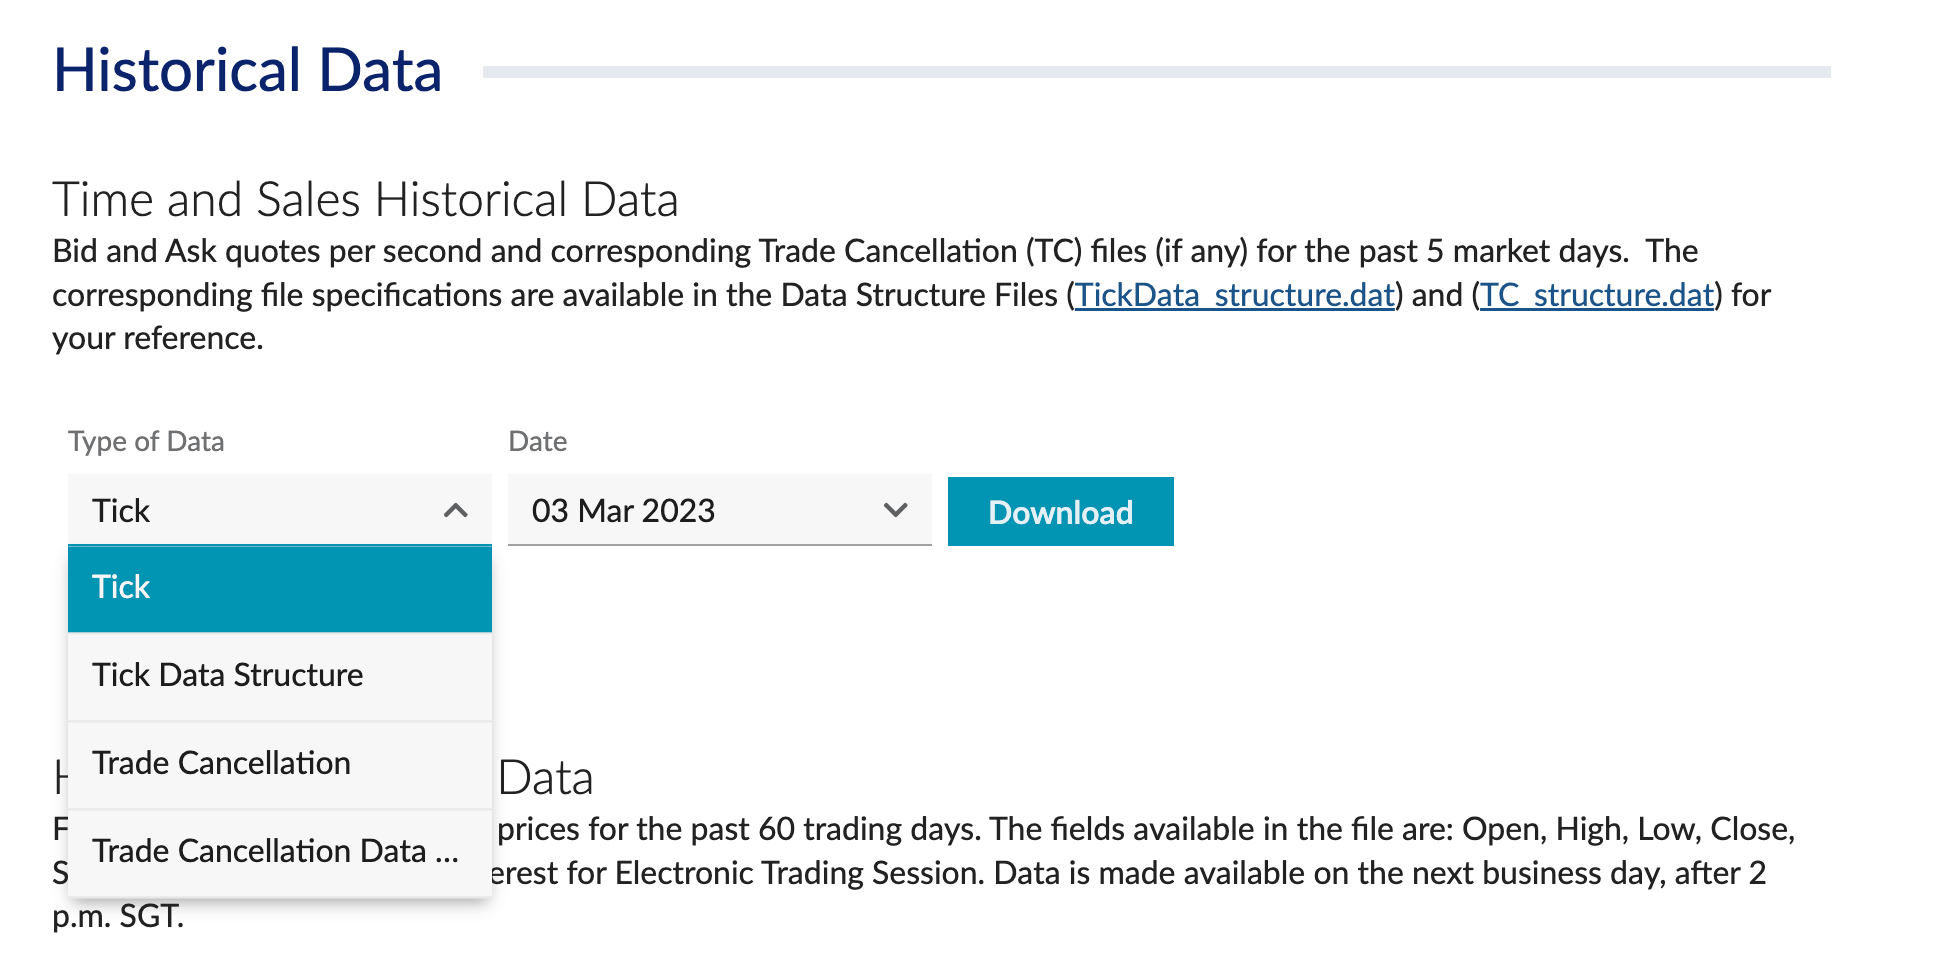 Historical Data
Time and Sales Historical Data
Bid and Ask quotes per second and corresponding Trade Cancellation (TC) files (if any) for the past 5 market days.  The
corresponding file specifications are available in the Data Structure Files (TickData_structure.dat) and (TC_structure.dat) for
your reference.
Type of Data
Date
Tick
03 Mar 2023
Download
Tick
Tick Data Structure
Trade Cancellation
Trade Cancellation Data ...
Data
prices for the past 60 trading days. The fields available in the file are: Open, High, Low, Close,
for Electronic Trading Session. Data is made available on the next business day, after 2
p.m. SGT.